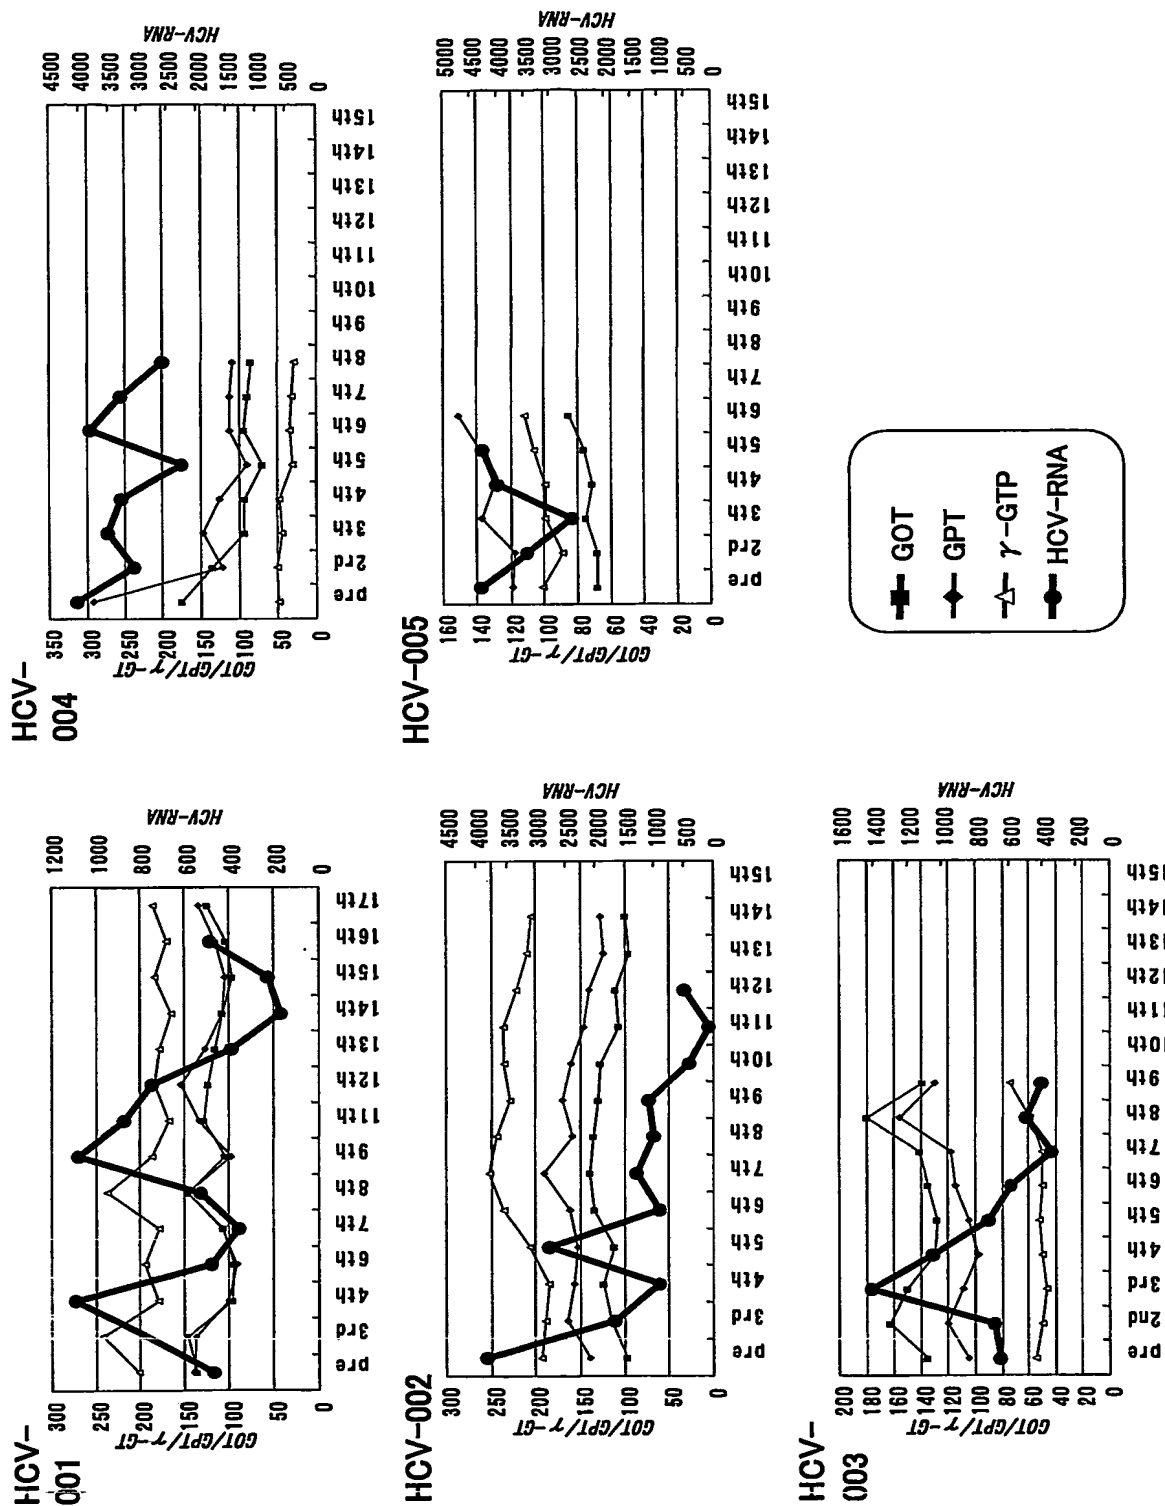 HCV-
001
GOT/GPT/γ-GT
300
250
200
150
100
50
0
HCV-RNA
1200
1000
800
600
400
200
0
pre
3rd
4th
6th
7th
8th
9th
11th
12th
13th
14th
15th
16th
17th
HCV-
004
GOT/GPT/γ-GT
350
300
250
200
150
100
50
0
HCV-RNA
4500
4000
3500
3000
2500
2000
1500
1000
500
0
pre
2rd
3th
4th
5th
6th
7th
8th
9th
10th
11th
12th
13th
14th
15th
HCV-002
GOT/GPT/γ-GT
300
250
200
150
100
50
0
HCV-RNA
4500
4000
3500
3000
2500
2000
1500
1000
500
0
pre
3rd
4th
5th
6th
7th
8th
9th
10th
11th
12th
13th
14th
15th
HCV-005
GOT/GPT/γ-GT
160
140
120
100
80
60
40
20
0
HCV-RNA
5000
4500
4000
3500
3000
2500
2000
1500
1000
500
0
pre
2rd
3th
4th
5th
6th
7th
8th
9th
10th
11th
12th
13th
14th
15th
HCV-
003
GOT/GPT/γ-GT
200
180
160
140
120
100
80
60
40
20
0
HCV-RNA
1600
1400
1200
1000
800
600
400
200
0
pre
2nd
3rd
4th
5th
6th
7th
8th
9th
10th
11th
12th
13th
14th
15th
GOT
GPT
γ-GTP
HCV-RNA